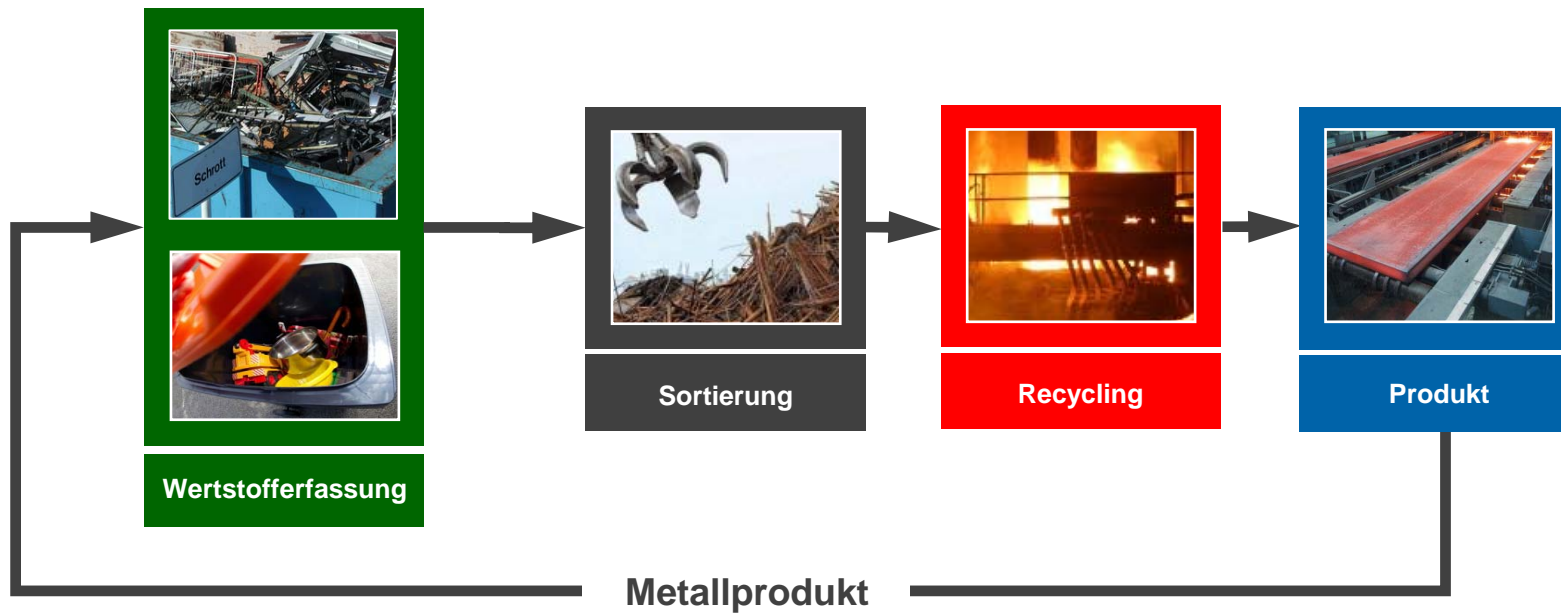 Schrott
Wertstofferfassung
Sortierung
Recycling
Produkt
Metallprodukt